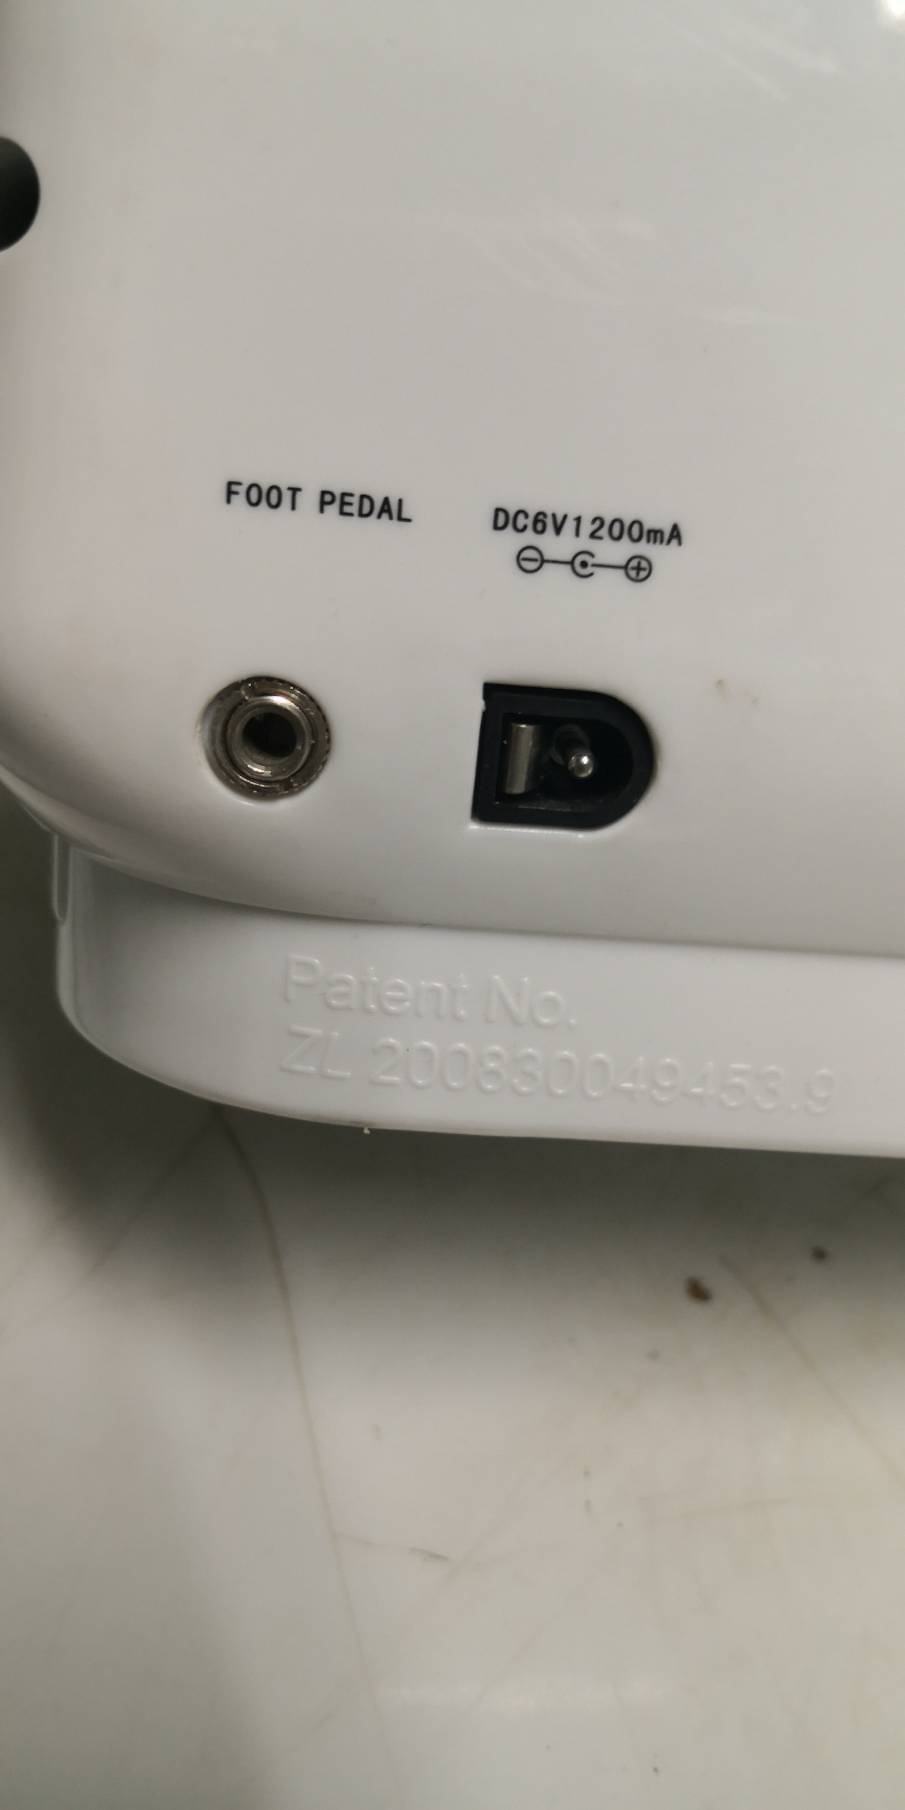 FOOT PEDAL
DC6V1200mA
Patent No.
ZL 200830049453.9